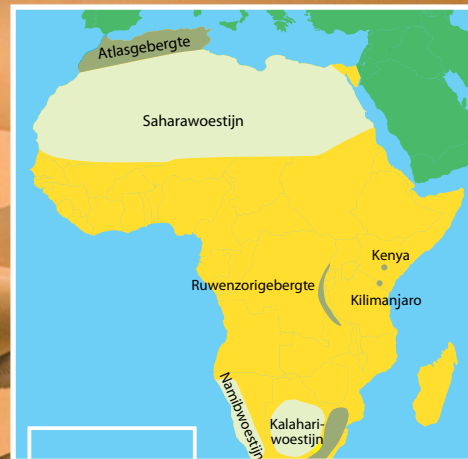 Atlasgebergte
Saharawoestijn
Kenya
Ruwenzorigebergte
Kilimanjaro
Namibwoestijn
Kalahari-
woestijn